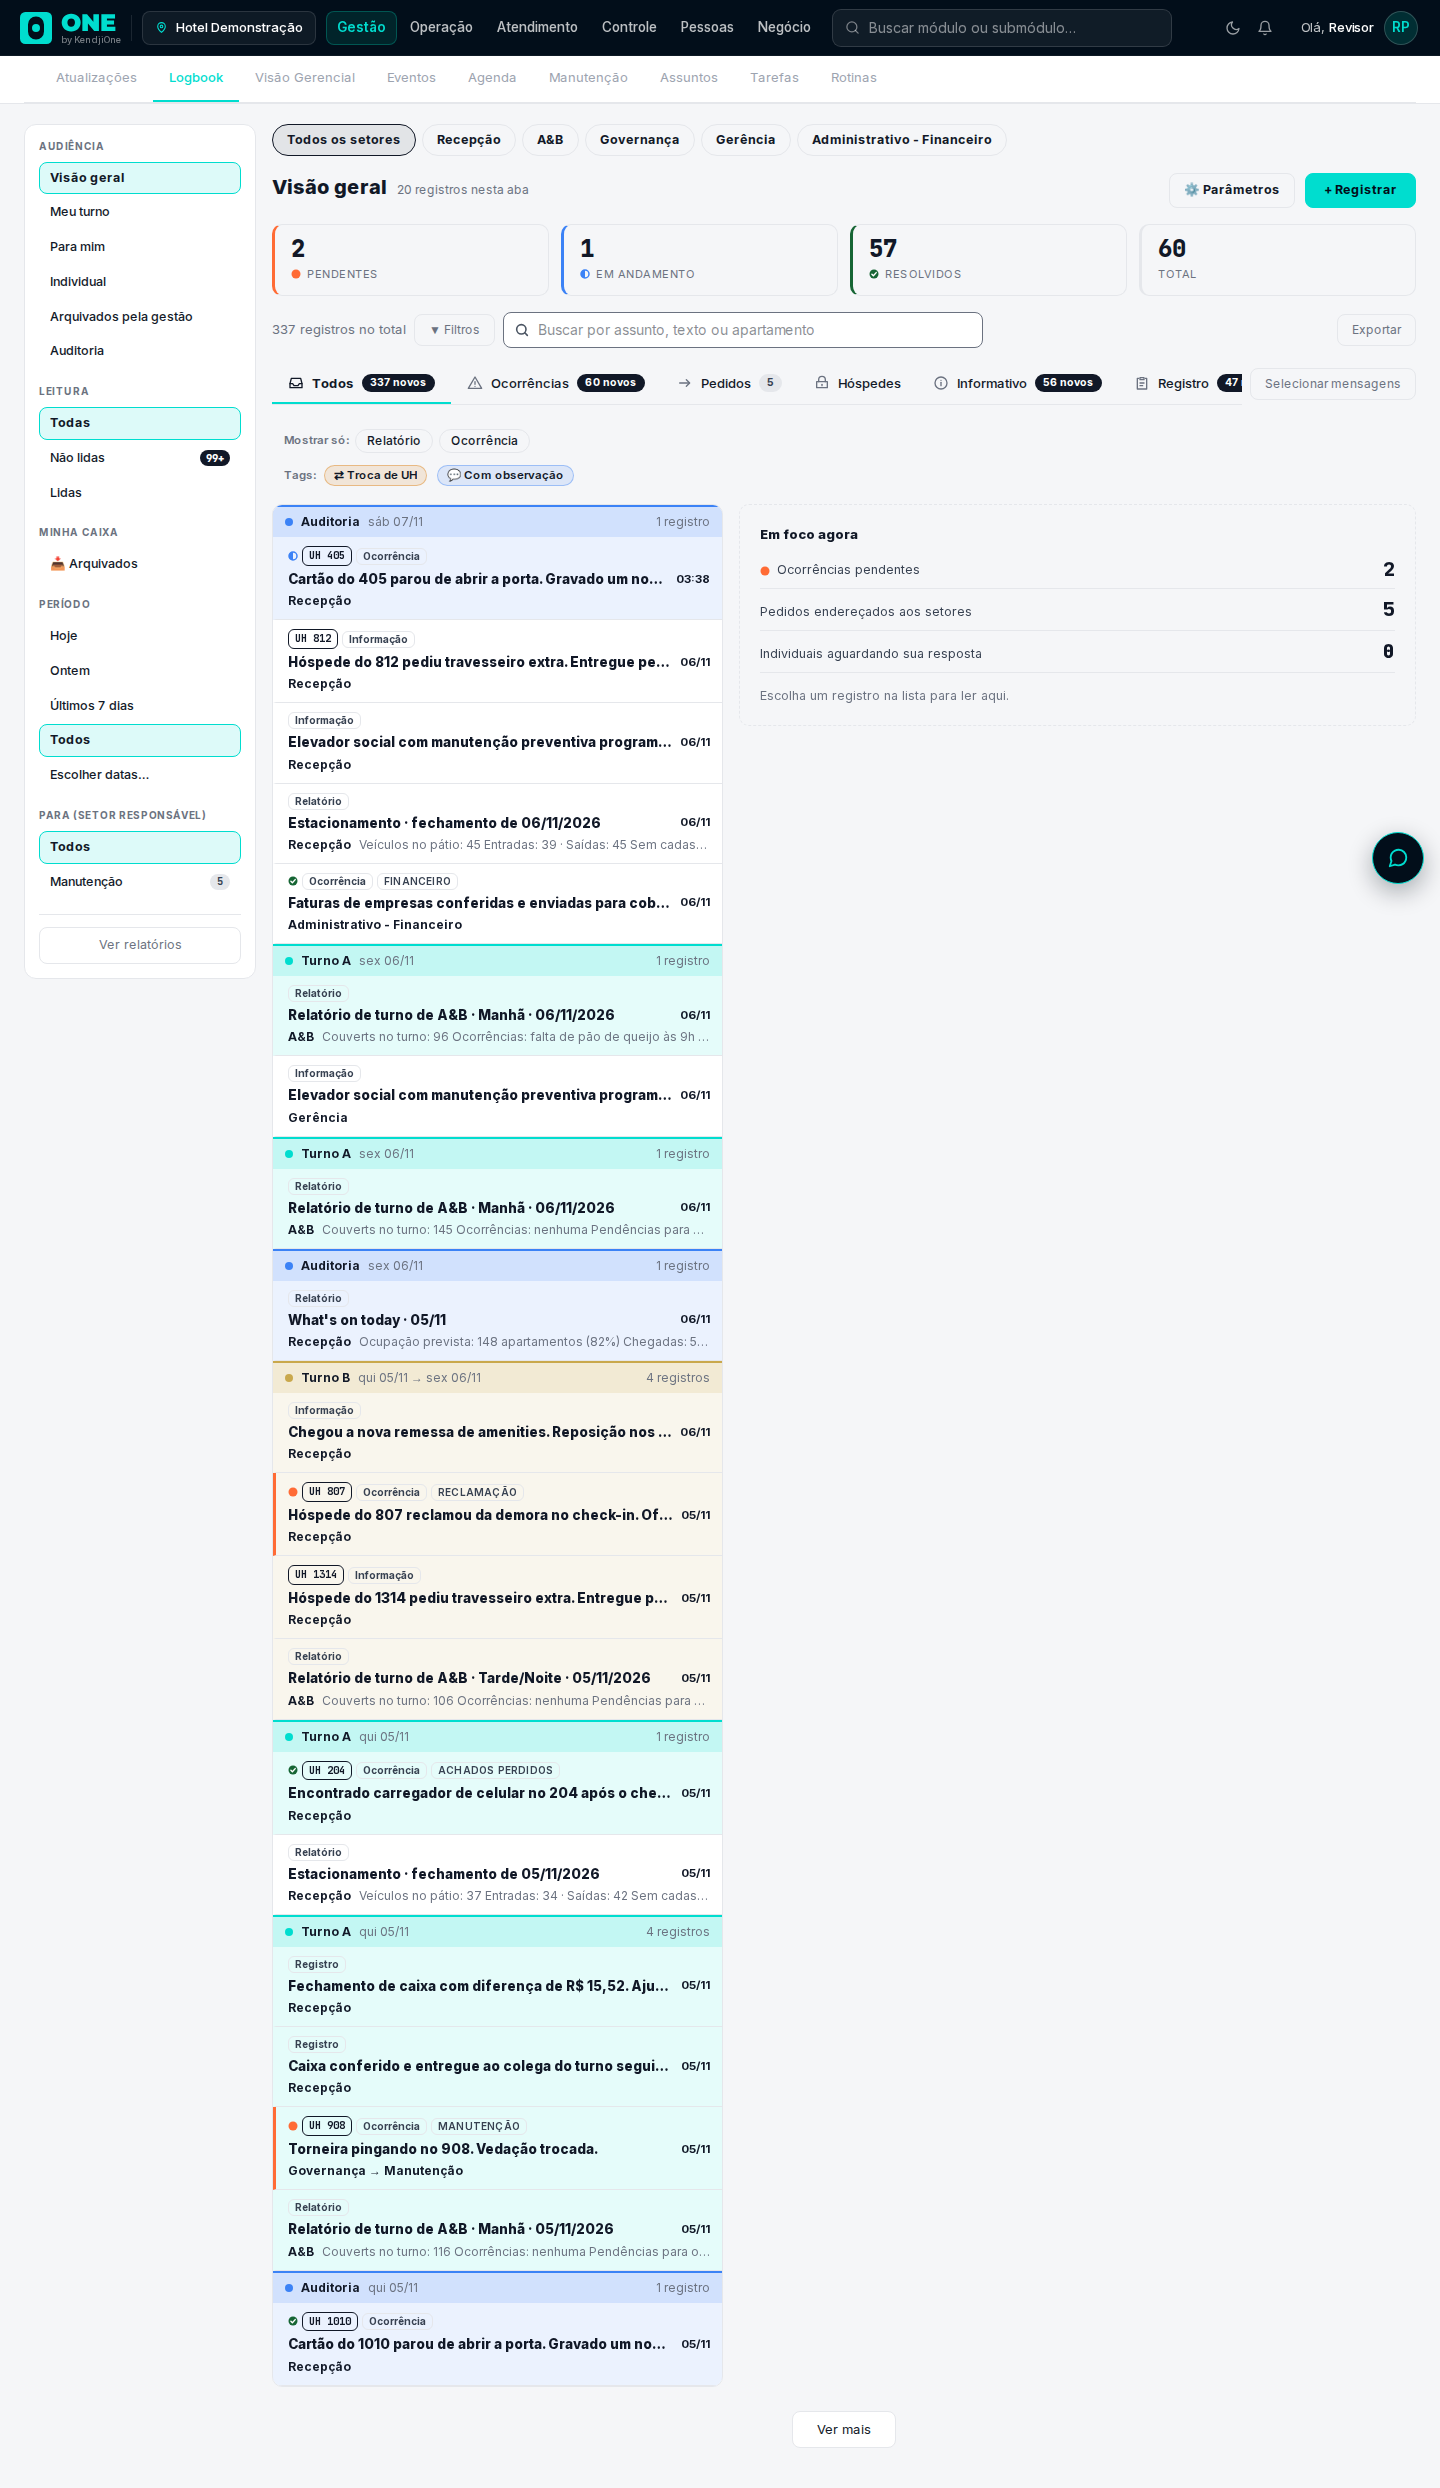 ONE
by KendjiOne
Hotel Demonstração
Gestão Operação Atendimento Controle Pessoas Negócio
Buscar módulo ou submódulo...
Olá, Revisor
RP
Atualizações Logbook Visão Gerencial Eventos Agenda Manutenção Assuntos Tarefas Rotinas
AUDIÊNCIA
Visão geral
Meu turno
Para mim
Individual
Arquivados pela gestão
Auditoria
LEITURA
Todas
Não lidas 99+
Lidas
MINHA CAIXA
Arquivados
PERÍODO
Hoje
Ontem
Últimos 7 dias
Todos
Escolher datas...
PARA (SETOR RESPONSÁVEL)
Todos
Manutenção 5
Ver relatórios
Todos os setores Recepção A&B Governança Gerência Administrativo - Financeiro
Visão geral 20 registros nesta aba
Parâmetros + Registrar
2
PENDENTES
1
EM ANDAMENTO
57
RESOLVIDOS
60
TOTAL
337 registros no total ▼ Filtros Buscar por assunto, texto ou apartamento Exportar
Todos 337 novos Ocorrências 60 novos → Pedidos 5 Hóspedes Informativo 56 novos Registro 47 Selecionar mensagens
Mostrar só: Relatório Ocorrência
Tags: ⇄ Troca de UH 💬 Com observação
Auditoria sáb 07/11 1 registro
UH 405 Ocorrência
Cartão do 405 parou de abrir a porta. Gravado um no... 03:38
Recepção
UH 812 Informação
Hóspede do 812 pediu travesseiro extra. Entregue pe... 06/11
Recepção
Informação
Elevador social com manutenção preventiva program... 06/11
Recepção
Relatório
Estacionamento · fechamento de 06/11/2026 06/11
Recepção Veículos no pátio: 45 Entradas: 39 · Saídas: 45 Sem cadas...
Ocorrência FINANCEIRO
Faturas de empresas conferidas e enviadas para cob... 06/11
Administrativo - Financeiro
Turno A sex 06/11 1 registro
Relatório
Relatório de turno de A&B · Manhã · 06/11/2026 06/11
A&B Couverts no turno: 96 Ocorrências: falta de pão de queijo às 9h ...
Informação
Elevador social com manutenção preventiva program... 06/11
Gerência
Turno A sex 06/11 1 registro
Relatório
Relatório de turno de A&B · Manhã · 06/11/2026 06/11
A&B Couverts no turno: 145 Ocorrências: nenhuma Pendências para ...
Auditoria sex 06/11 1 registro
Relatório
What's on today · 05/11 06/11
Recepção Ocupação prevista: 148 apartamentos (82%) Chegadas: 5...
Turno B qui 05/11 → sex 06/11 4 registros
Informação
Chegou a nova remessa de amenities. Reposição nos ... 06/11
Recepção
UH 807 Ocorrência RECLAMAÇÃO
Hóspede do 807 reclamou da demora no check-in. Of... 05/11
Recepção
UH 1314 Informação
Hóspede do 1314 pediu travesseiro extra. Entregue p... 05/11
Recepção
Relatório
Relatório de turno de A&B · Tarde/Noite · 05/11/2026 05/11
A&B Couverts no turno: 106 Ocorrências: nenhuma Pendências para ...
Turno A qui 05/11 1 registro
UH 204 Ocorrência ACHADOS PERDIDOS
Encontrado carregador de celular no 204 após o che... 05/11
Recepção
Relatório
Estacionamento · fechamento de 05/11/2026 05/11
Recepção Veículos no pátio: 37 Entradas: 34 · Saídas: 42 Sem cadas...
Turno A qui 05/11 4 registros
Registro
Fechamento de caixa com diferença de R$ 15,52. Aju... 05/11
Recepção
Registro
Caixa conferido e entregue ao colega do turno segui... 05/11
Recepção
UH 908 Ocorrência MANUTENÇÃO
Torneira pingando no 908. Vedação trocada. 05/11
Governança → Manutenção
Relatório
Relatório de turno de A&B · Manhã · 05/11/2026 05/11
A&B Couverts no turno: 116 Ocorrências: nenhuma Pendências para o...
Auditoria qui 05/11 1 registro
UH 1010 Ocorrência
Cartão do 1010 parou de abrir a porta. Gravado um no... 05/11
Recepção
Em foco agora
Ocorrências pendentes 2
Pedidos endereçados aos setores 5
Individuais aguardando sua resposta 0
Escolha um registro na lista para ler aqui.
Ver mais